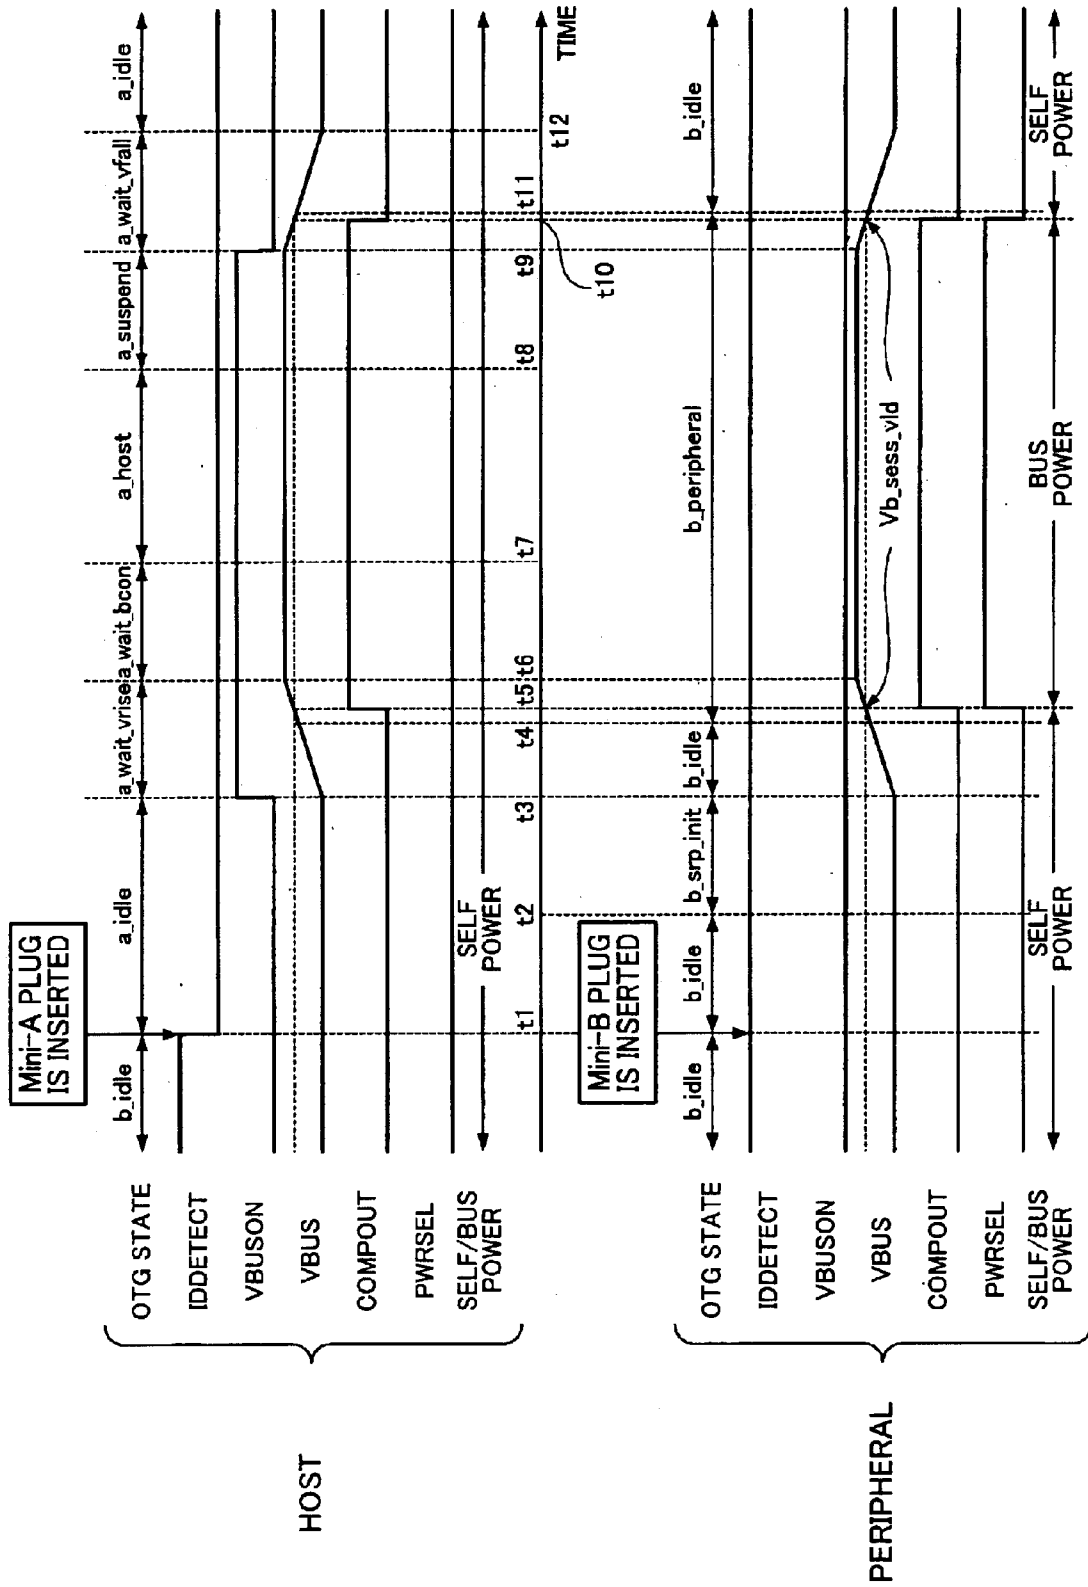 Mini-A PLUG
IS INSERTED
HOST
OTG STATE
b_idle
a_idle
a_wait_vrise
a_wait_bcon
a_host
a_suspend
a_wait_vfall
a_idle
IDDETECT
VBUSON
VBUS
COMPOUT
PWRSEL
SELF/BUS
POWER
SELF
POWER
t1
t2
t3
t4
t5
t6
t7
t8
t9
t10
t11
t12
TIME
Mini-B PLUG
IS INSERTED
PERIPHERAL
OTG STATE
b_idle
b_idle
b_srp_init
b_idle
b_peripheral
b_idle
IDDETECT
VBUSON
VBUS
Vb_sess_vld
COMPOUT
PWRSEL
SELF/BUS
POWER
SELF
POWER
BUS
POWER
SELF
POWER